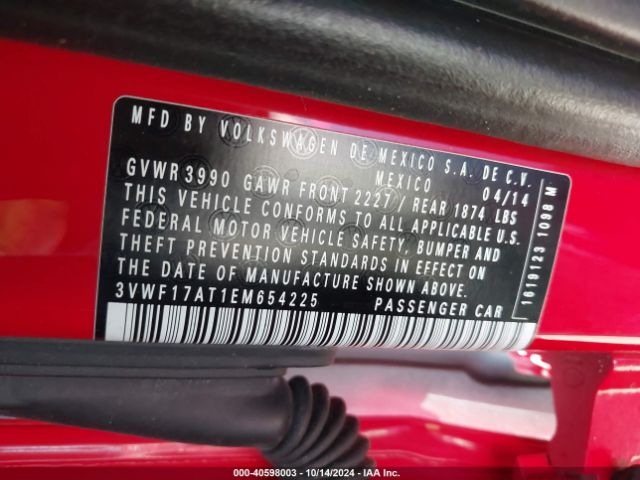 MFD BY VOLKSWAGEN DE MEXICO S.A. DE C.V.
MEXICO 04/14
GVWR 3990 GAWR FRONT 2227 // REAR 1874 LBS
THIS VEHICLE CONFORMS TO ALL APPLICABLE U.S.
FEDERAL MOTOR VEHICLE SAFETY, BUMPER AND
THEFT PREVENTION STANDARDS IN EFFECT ON
THE DATE OF MANUFACTURE SHOWN ABOVE.
3VWF17AT1EM654225 PASSENGER CAR
1619123 1098 M
000-40598003 - 10/14/2024 - IAA Inc.